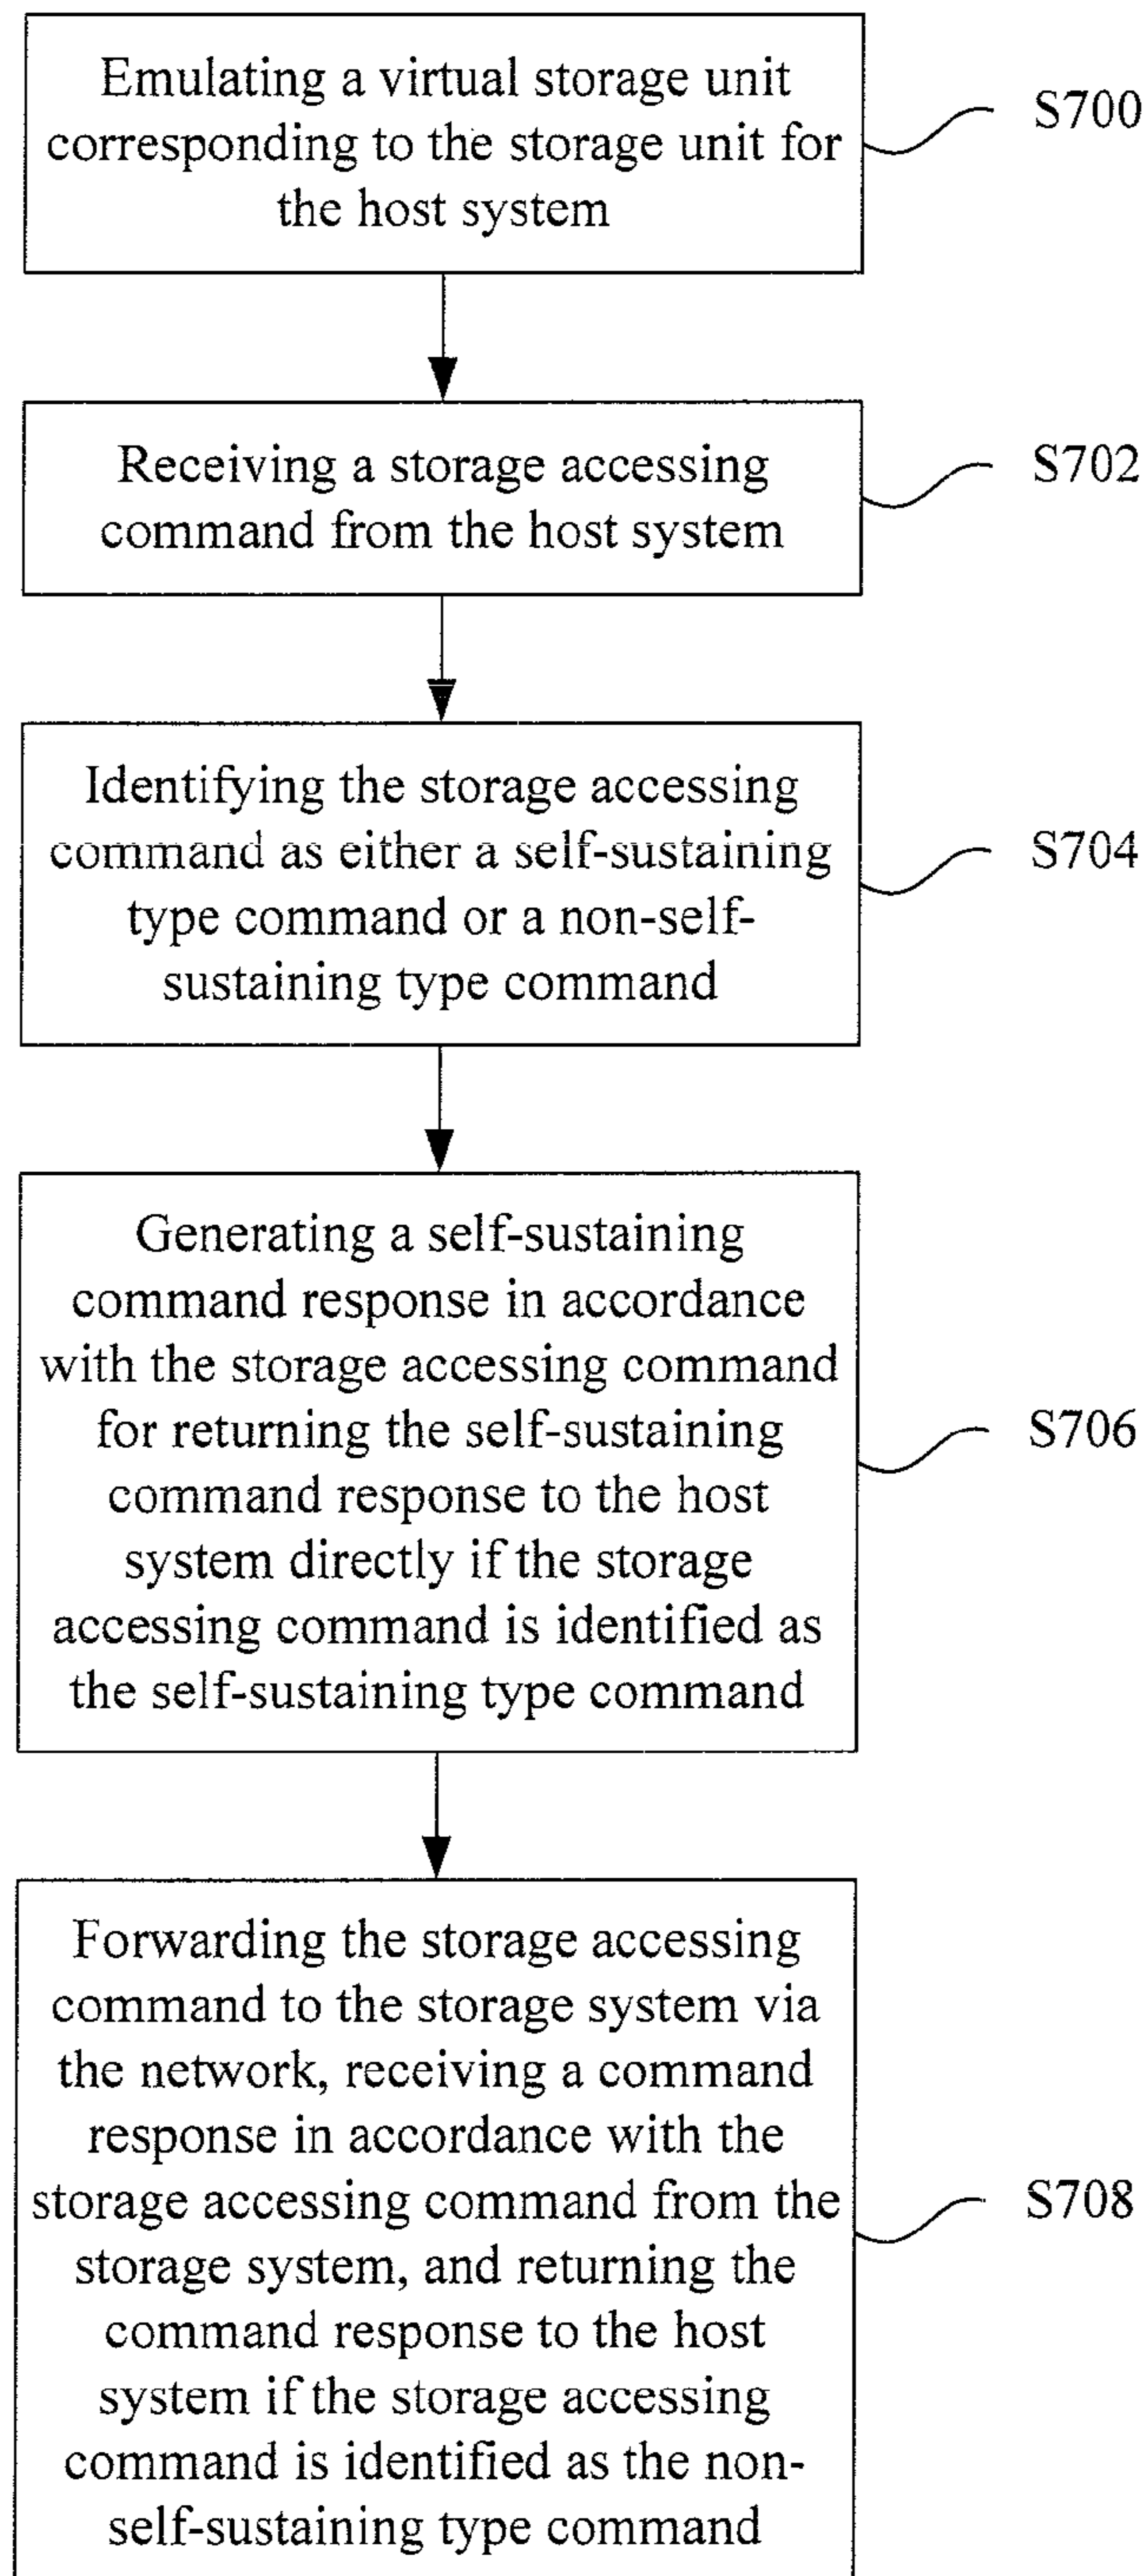 Emulating a virtual storage unit
corresponding to the storage unit for
the host system
S700
Receiving a storage accessing
command from the host system
S702
Identifying the storage accessing
command as either a self-sustaining
type command or a non-self-
sustaining type command
S704
Generating a self-sustaining
command response in accordance
with the storage accessing command
for returning the self-sustaining
command response to the host
system directly if the storage
accessing command is identified as
the self-sustaining type command
S706
Forwarding the storage accessing
command to the storage system via
the network, receiving a command
response in accordance with the
storage accessing command from the
storage system, and returning the
command response to the host
system if the storage accessing
command is identified as the non-
self-sustaining type command
S708